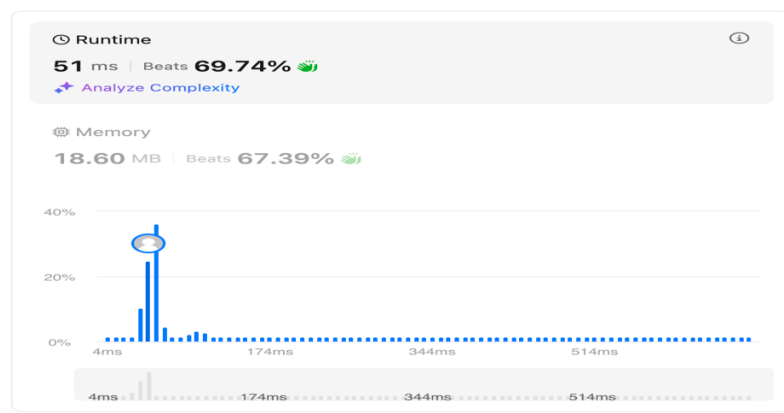 Runtime
51 ms | Beats 69.74%
Analyze Complexity
Memory
18.60 MB | Beats 67.39%
40%
20%
0%
4ms 174ms 344ms 514ms
4ms 174ms 344ms 514ms